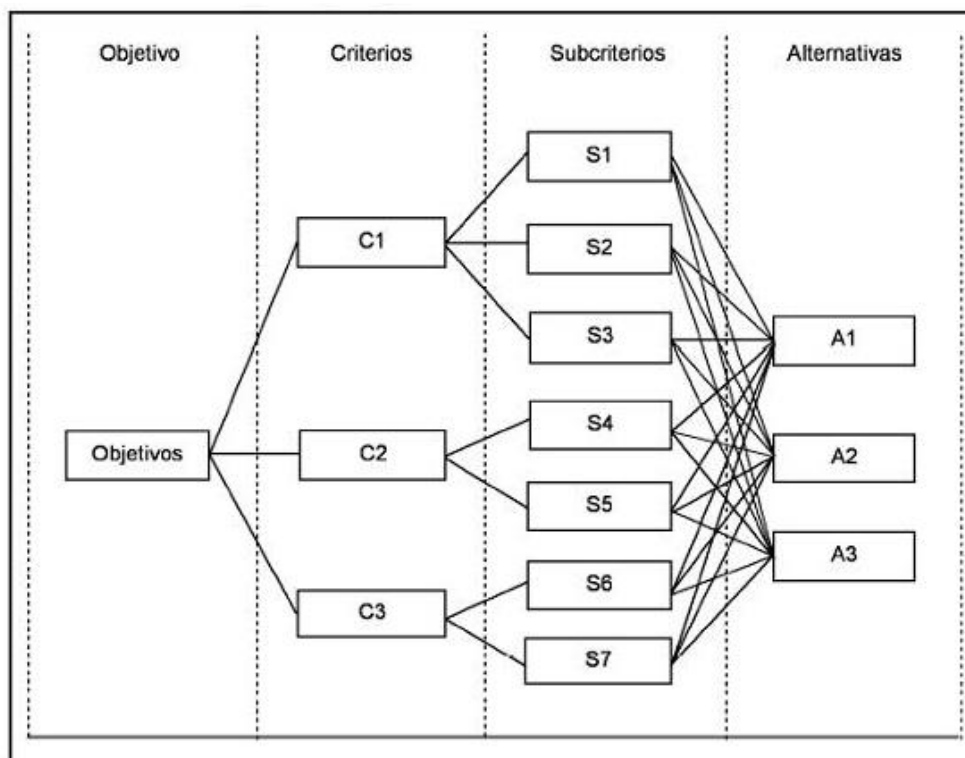 Objetivo
Criterios
Subcriterios
Alternativas
Objetivos
C1
C2
C3
S1
S2
S3
S4
S5
S6
S7
A1
A2
A3